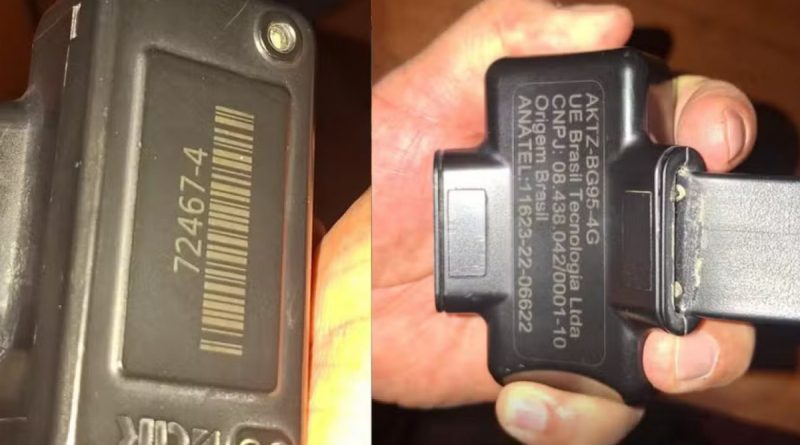 72467-4
AKTZ-BG95-4G
UE Brasil Tecnologia Ltda
CNPJ: 08.438.042/0001-10
Origem Brasil
ANATEL:11623-22-06622